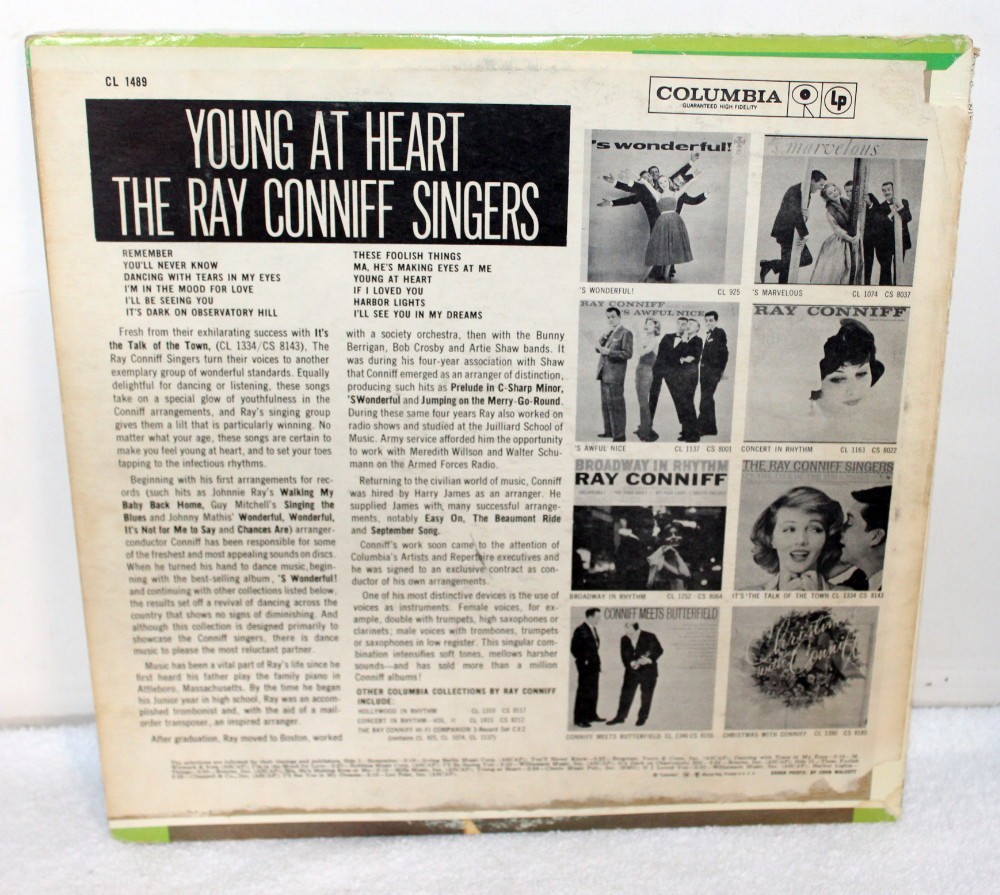 CL 1489
COLUMBIA
GUARANTEED HIGH FIDELITY
Lp
YOUNG AT HEART
THE RAY CONNIFF SINGERS
REMEMBER
YOU'LL NEVER KNOW
DANCING WITH TEARS IN MY EYES
I'M IN THE MOOD FOR LOVE
I'LL BE SEEING YOU
IT'S DARK ON OBSERVATORY HILL
THESE FOOLISH THINGS
MA, HE'S MAKING EYES AT ME
YOUNG AT HEART
IF I LOVED YOU
HARBOR LIGHTS
I'LL SEE YOU IN MY DREAMS
Fresh from their exhilarating success with It's
the Talk of the Town, (CL 1334/CS 8143), The
Ray Conniff Singers turn their voices to another
exemplary group of wonderful standards. Equally
delightful for dancing or listening, these songs
take on a special glow of youthfulness in the
Conniff arrangements, and Ray's singing group
gives them a lilt that is particularly winning. No
matter what your age, these songs are certain to
make you feel young at heart, and to set your toes
tapping to the infectious rhythms.
Beginning with his first arrangements for rec-
ords (such hits as Johnnie Ray's Walking My
Baby Back Home, Guy Mitchell's Singing the
Blues and Johnny Mathis' Wonderful, Wonderful,
It's Not for Me to Say and Chances Are) arranger-
conductor Conniff has been responsible for some
of the freshest and most appealing sounds on discs.
When he turned his hand to dance music, begin-
ning with the best-selling album, 'S Wonderful!
and continuing with other collections listed below,
the results set off a revival of dancing across the
country that shows no signs of diminishing. And
although this collection is designed primarily to
showcase the Conniff singers, there is dance
music to please the most reluctant partner.
Music has been a vital part of Ray's life since he
first heard his father play the family piano in
Attleboro, Massachusetts. By the time he began
his Junior year in high school, Ray was an accom-
plished trombonist and, with the aid of a mail-
order transposer, an inspired arranger.
After graduation, Ray moved to Boston, worked
with a society orchestra, then with the Bunny
Berrigan, Bob Crosby and Artie Shaw bands. It
was during his four-year association with Shaw
that Conniff emerged as an arranger of distinction,
producing such hits as Prelude in C-Sharp Minor,
'SWonderful and Jumping on the Merry-Go-Round.
During these same four years Ray also worked on
radio shows and studied at the Juilliard School of
Music. Army service afforded him the opportunity
to work with Meredith Willson and Walter Schu-
mann on the Armed Forces Radio.
Returning to the civilian world of music, Conniff
was hired by Harry James as an arranger. He
supplied James with many successful arrange-
ments, notably Easy On, The Beaumont Ride
and September Song.
Conniff's work soon came to the attention of
Columbia's Artists and Repertoire executives and
he was signed to an exclusive contract as con-
ductor of his own arrangements.
One of his most distinctive devices is the use of
voices as instruments. Female voices, for ex-
ample, double with trumpets, high saxophones or
clarinets; male voices with trombones, trumpets
or saxophones in low register. This singular com-
bination intensifies soft tones, mellows harsher
sounds—and has sold more than a million
Conniff albums!
OTHER COLUMBIA COLLECTIONS BY RAY CONNIFF
INCLUDE:
HOLLYWOOD IN RHYTHM
CONCERT IN RHYTHM—VOL. II
THE RAY CONNIFF HI-FI COMPANION
's wonderful!
'S WONDERFUL! CL 925
's marvelous
'S MARVELOUS CL 1074 CS 8037
RAY CONNIFF
'S AWFUL NICE
'S AWFUL NICE CL 1137 CS 8001
RAY CONNIFF
CONCERT IN RHYTHM CL 1163 CS 8022
BROADWAY IN RHYTHM
RAY CONNIFF
BROADWAY IN RHYTHM CL 1252 CS 8064
THE RAY CONNIFF SINGERS
IT'S THE TALK OF THE TOWN CL 1334 CS 8143
CONNIFF MEETS BUTTERFIELD
CONNIFF MEETS BUTTERFIELD
Christmas with Conniff
CHRISTMAS WITH CONNIFF